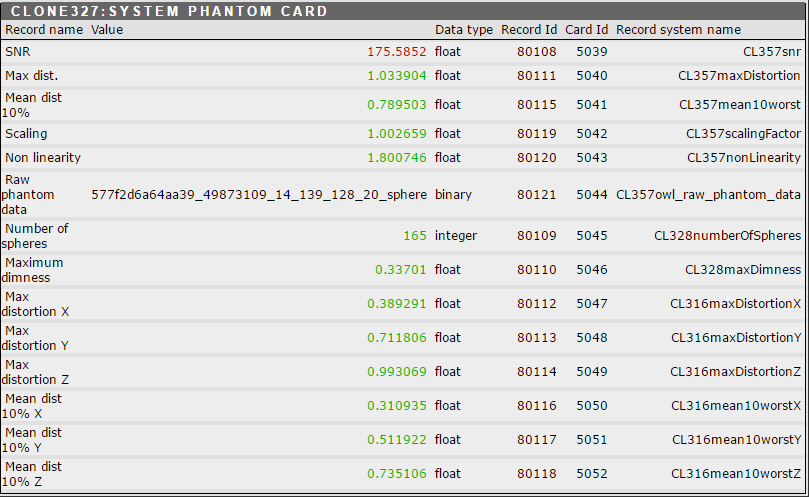 CLONE327:SYSTEM PHANTOM CARD
Record name Value Data type Record Id Card Id Record system name
SNR 175.5852 float 80108 5039 CL357snr
Max dist. 1.033904 float 80111 5040 CL357maxDistortion
Mean dist 10% 0.789503 float 80115 5041 CL357mean10worst
Scaling 1.002659 float 80119 5042 CL357scalingFactor
Non linearity 1.800746 float 80120 5043 CL357nonLinearity
Raw phantom data 577f2d6a64aa39_49873109_14_139_128_20_sphere binary 80121 5044 CL357owl_raw_phantom_data
Number of spheres 165 integer 80109 5045 CL328numberOfSpheres
Maximum dimness 0.33701 float 80110 5046 CL328maxDimness
Max distortion X 0.389291 float 80112 5047 CL316maxDistortionX
Max distortion Y 0.711806 float 80113 5048 CL316maxDistortionY
Max distortion Z 0.993069 float 80114 5049 CL316maxDistortionZ
Mean dist 10% X 0.310935 float 80116 5050 CL316mean10worstX
Mean dist 10% Y 0.511922 float 80117 5051 CL316mean10worstY
Mean dist 10% Z 0.735106 float 80118 5052 CL316mean10worstZ